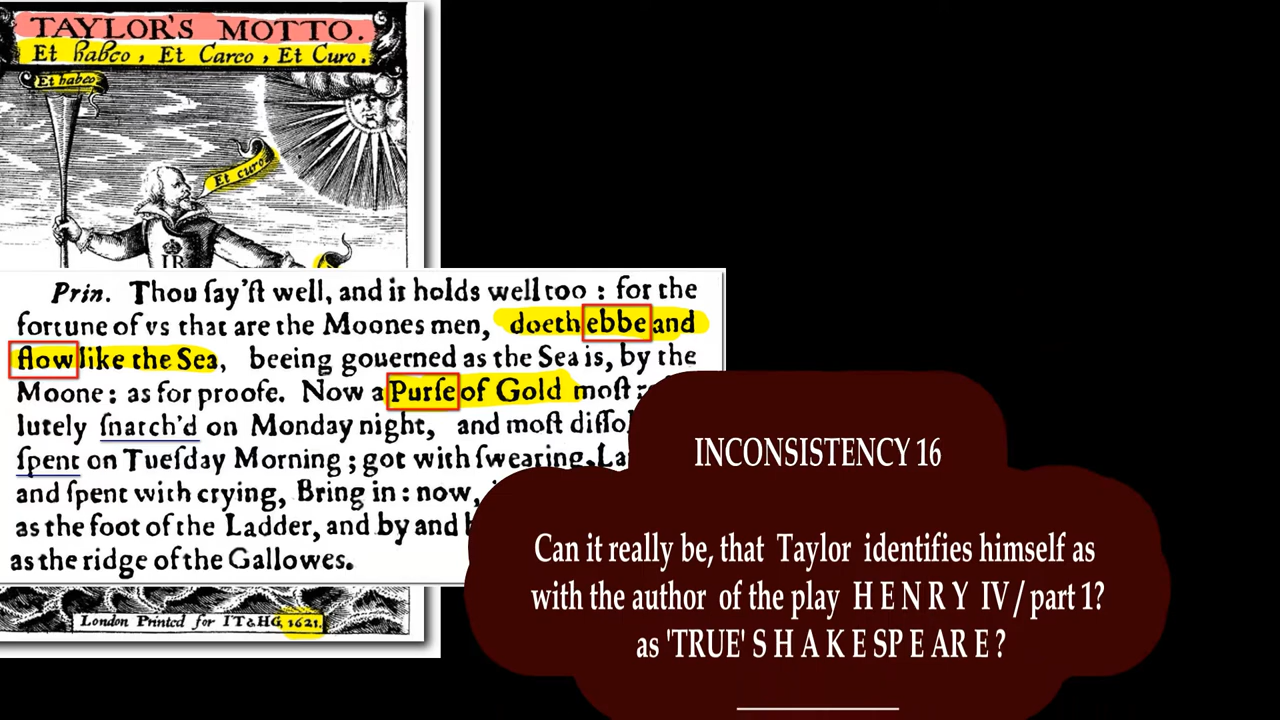 TAYLOR'S MOTTO.
Et habeo, Et Careo, Et Curo.
Et habeo
Et curo
IR
Prin. Thou ſay'ſt well, and it holds well too : for the
fortune of vs that are the Moones men, doeth ebbe and
flow like the Sea, beeing gouerned as the Sea is, by the
Moone : as for proofe. Now a Purſe of Gold moſt
lutely ſnatch'd on Monday night, and moſt
ſpent on Tueſday Morning ; got with ſwearing,
and ſpent with crying, Bring in : now,
as the foot of the Ladder, and by and
as the ridge of the Gallowes.
London Printed for IT & HG, 1621.
INCONSISTENCY 16
Can it really be, that Taylor identifies himself as
with the author of the play HENRY IV / part 1?
as 'TRUE' SHAKESPEARE ?